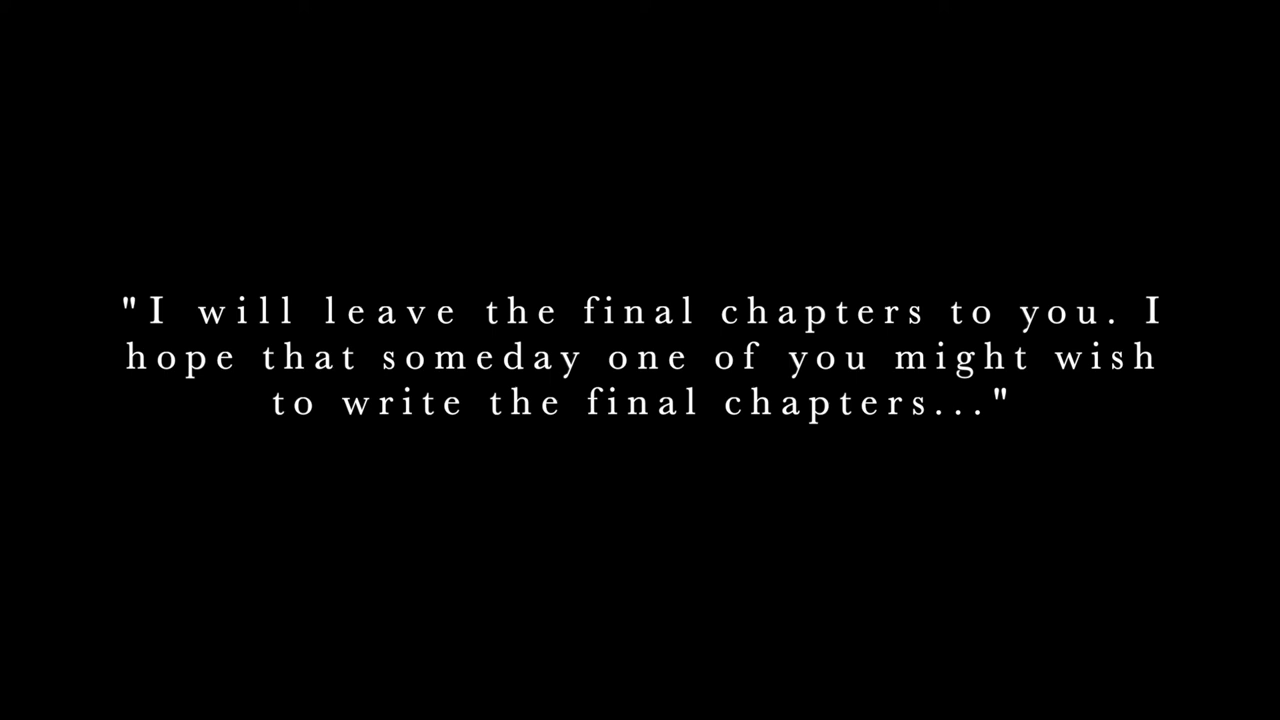 "I will leave the final chapters to you. I
hope that someday one of you might wish
to write the final chapters..."